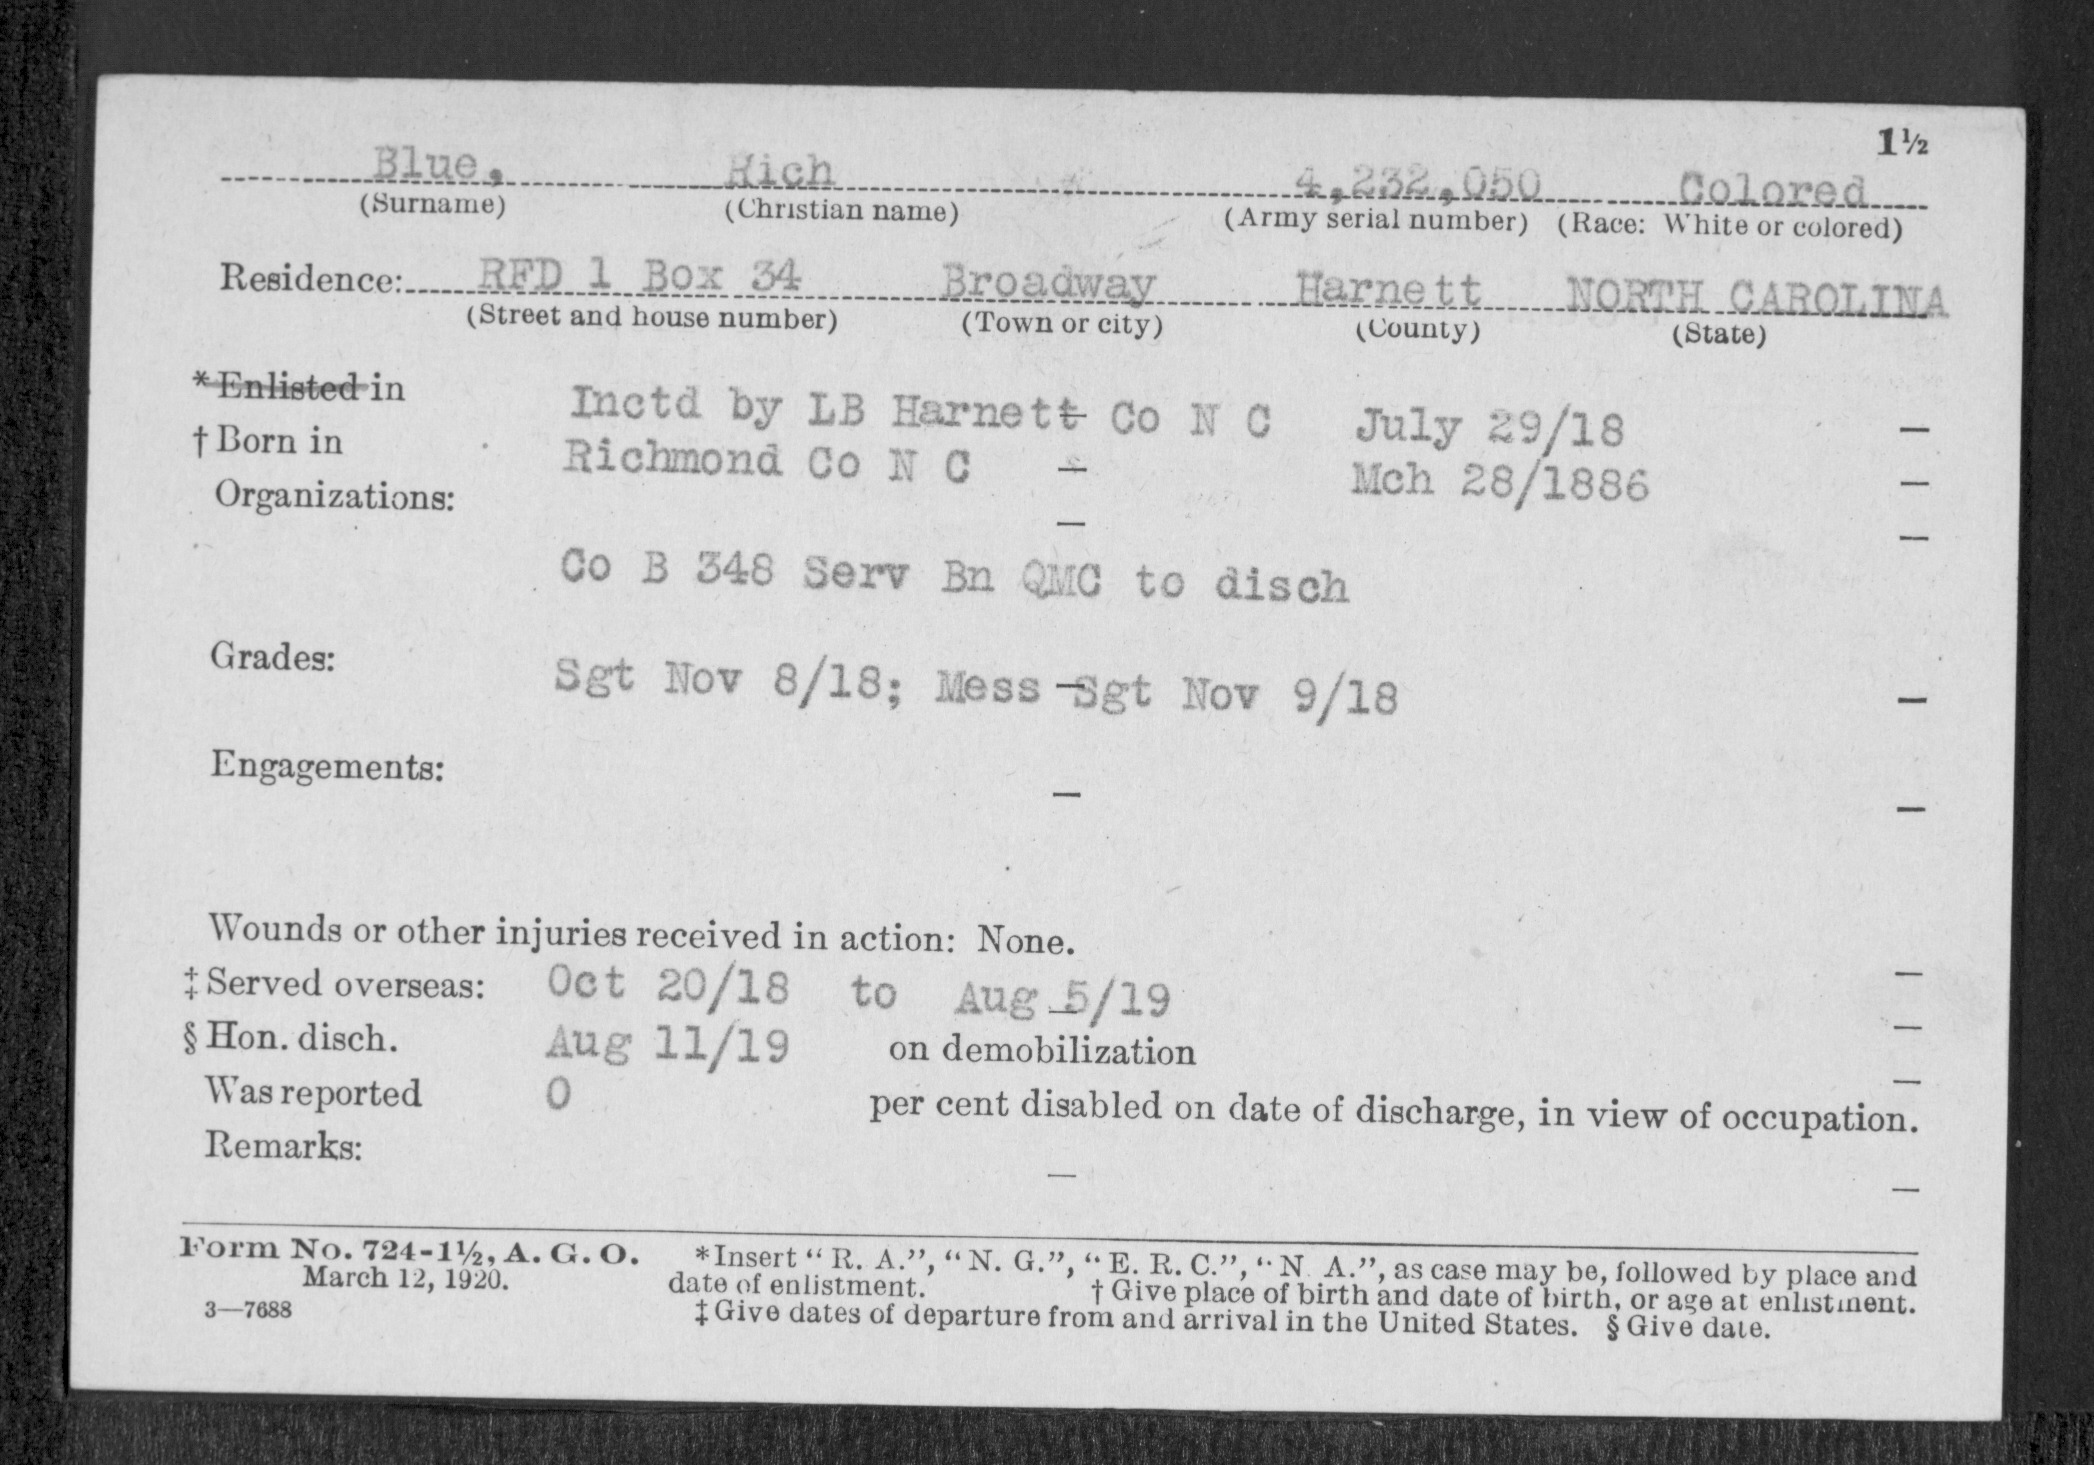 1½
Blue, Rich 4,232,050 Colored
(Surname) (Christian name) (Army serial number) (Race: White or colored)
Residence: RFD 1 Box 34 Broadway Harnett NORTH CAROLINA
(Street and house number) (Town or city) (County) (State)
* Enlisted in Inctd by LB Harnett Co N C July 29/18 —
† Born in Richmond Co N C — Mch 28/1886 —
Organizations: — —
Co B 348 Serv Bn QMC to disch
Grades: Sgt Nov 8/18; Mess Sgt Nov 9/18 —
Engagements: — —
Wounds or other injuries received in action: None. —
‡ Served overseas: Oct 20/18 to Aug 5/19 —
§ Hon. disch. Aug 11/19 on demobilization —
Was reported 0 per cent disabled on date of discharge, in view of occupation.
Remarks: — —
Form No. 724-1½, A. G. O. *Insert "R. A.", "N. G.", "E. R. C.", "N A.", as case may be, followed by place and
March 12, 1920. date of enlistment. † Give place of birth and date of birth, or age at enlistment.
3—7688 ‡ Give dates of departure from and arrival in the United States. § Give date.